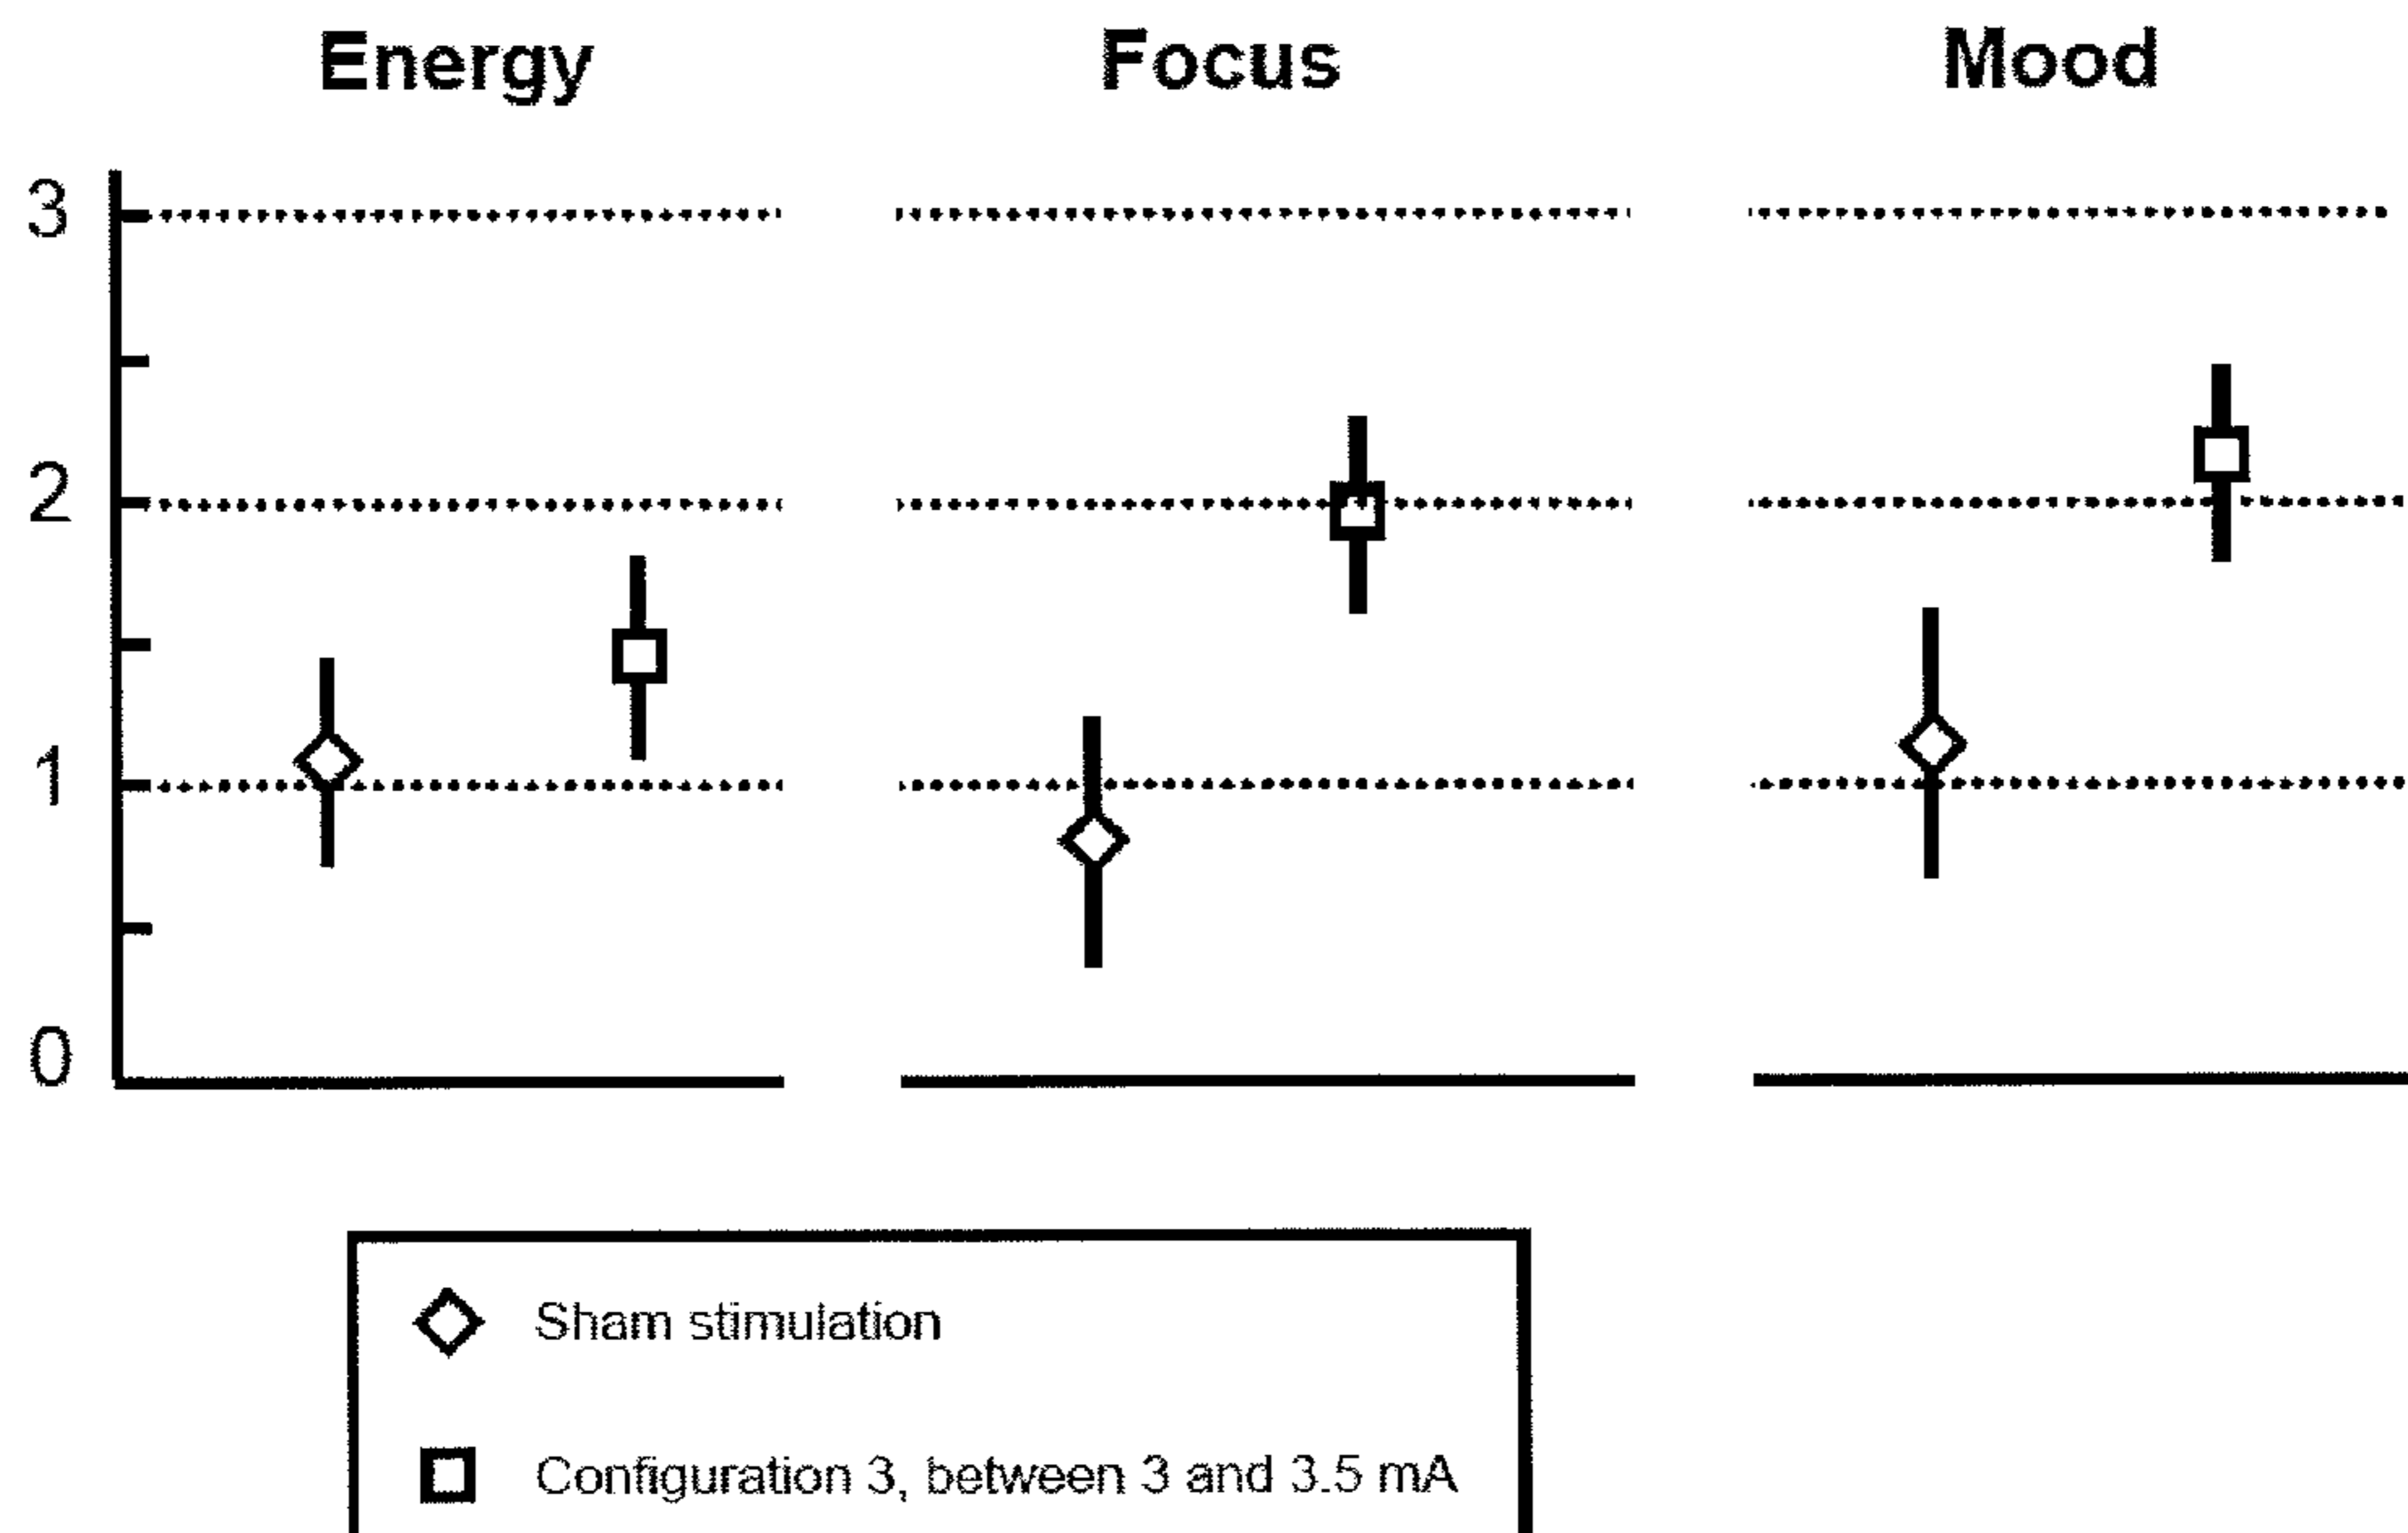 Energy Focus Mood
3
2
1
0
Sham stimulation
Configuration 3, between 3 and 3.5 mA